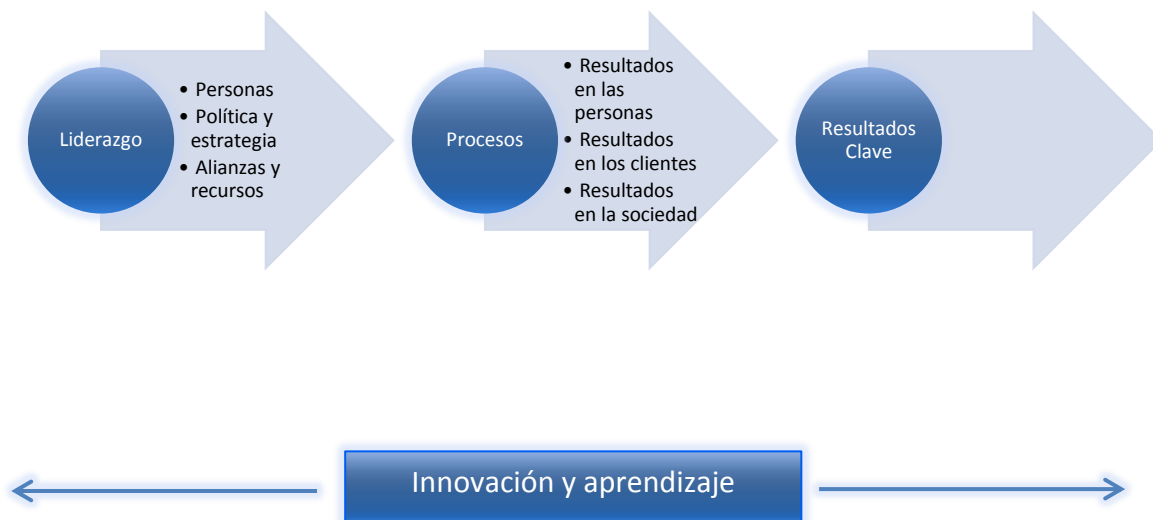 Liderazgo
• Personas
• Política y
estrategia
• Alianzas y
recursos
Procesos
• Resultados
en las
personas
• Resultados
en los clientes
• Resultados
en la sociedad
Resultados
Clave
Innovación y aprendizaje